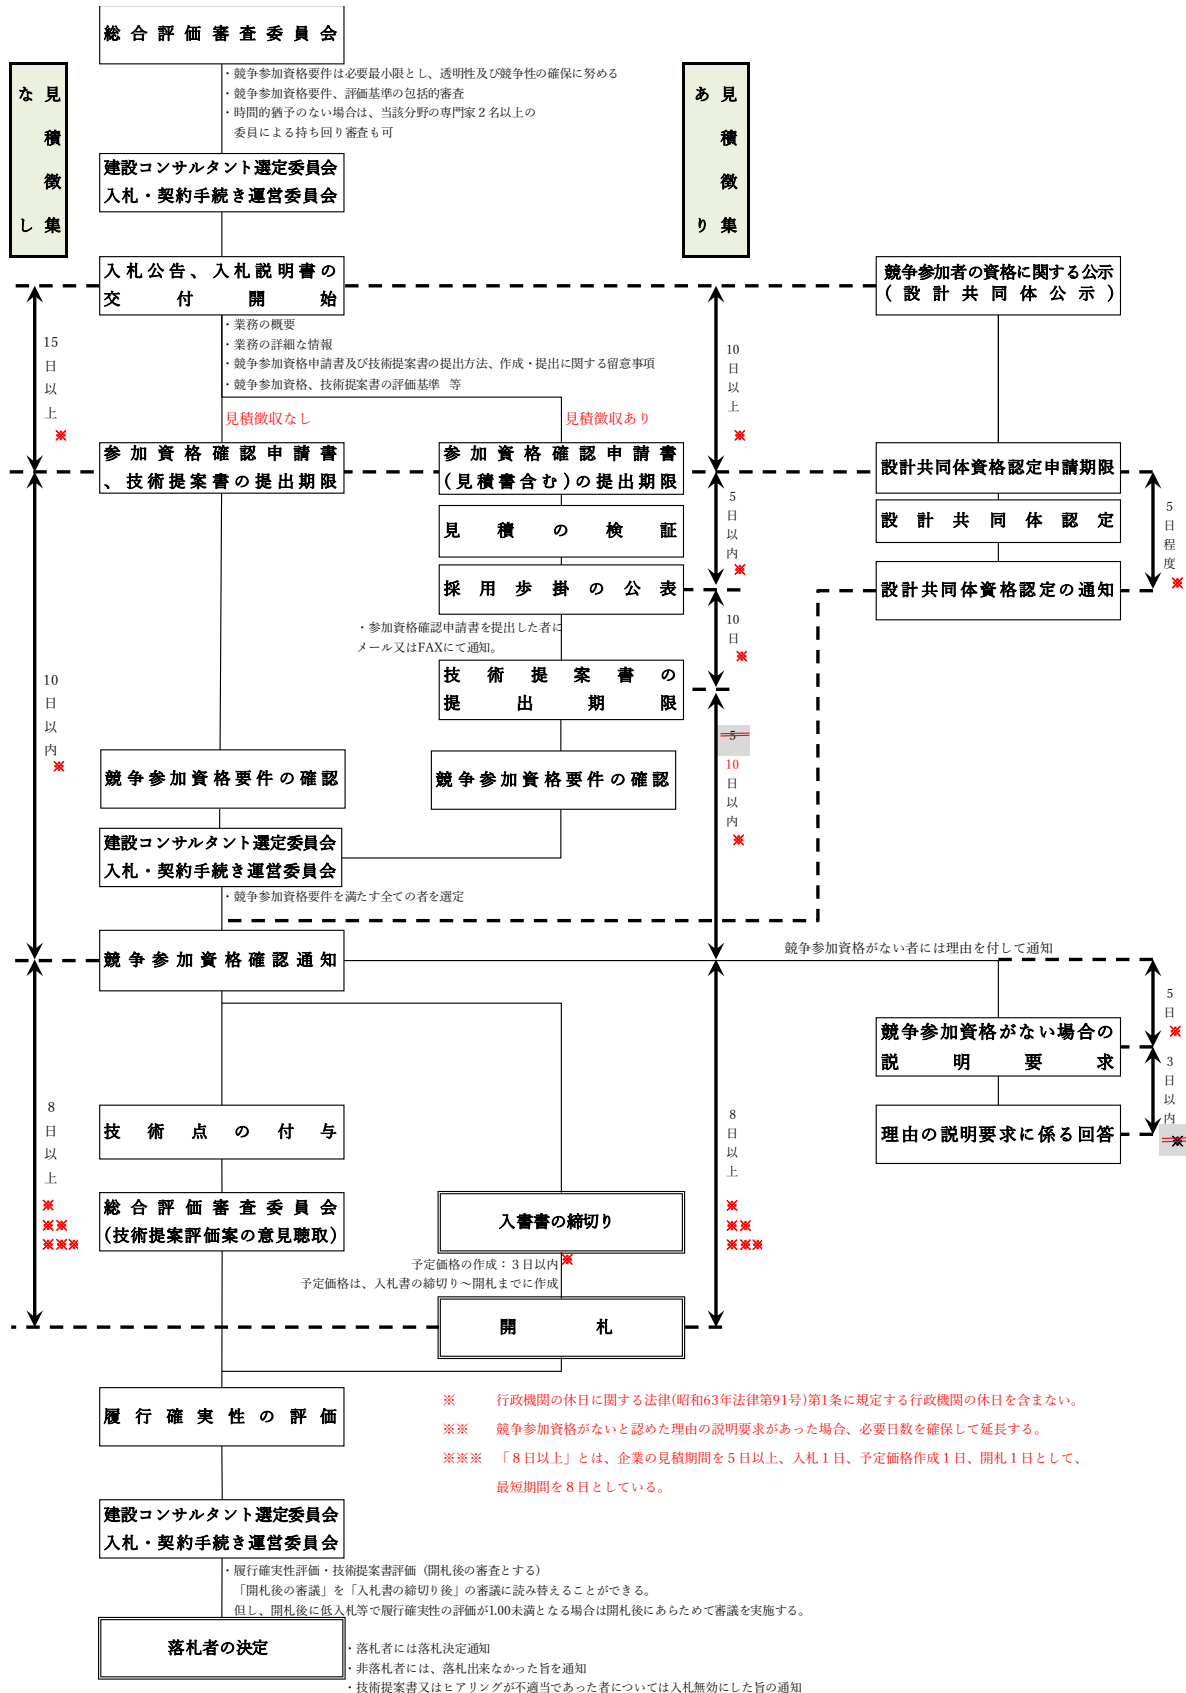 総合評価審査委員会
・競争参加資格要件は必要最小限とし、透明性及び競争性の確保に努める
・競争参加資格要件、評価基準の包括的審査
・時間的猶予のない場合は、当該分野の専門家２名以上の
委員による持ち回り審査も可
見積徴集
なし
見積徴集
あり
建設コンサルタント選定委員会
入札・契約手続き運営委員会
入札公告、入札説明書の
交付開始
競争参加者の資格に関する公示
(設計共同体公示)
・業務の概要
・業務の詳細な情報
・競争参加資格申請書及び技術提案書の提出方法、作成・提出に関する留意事項
・競争参加資格、技術提案書の評価基準 等
15日以上
※
10日以上
※
見積徴収なし
見積徴収あり
参加資格確認申請書
、技術提案書の提出期限
参加資格確認申請書
(見積書含む)の提出期限
設計共同体資格認定申請期限
見積の検証
5日以内
※
設計共同体認定
5日程度
※
採用歩掛の公表
設計共同体資格認定の通知
・参加資格確認申請書を提出した者に
メール又はFAXにて通知。
10日
※
技術提案書の
提出期限
10日以内
※
5
10日以内
※
競争参加資格要件の確認
競争参加資格要件の確認
建設コンサルタント選定委員会
入札・契約手続き運営委員会
・競争参加資格要件を満たす全ての者を選定
競争参加資格確認通知
競争参加資格がない者には理由を付して通知
5日
※
競争参加資格がない場合の
説明要求
3日以内
※
理由の説明要求に係る回答
8日以上
※
※※
※※※
8日以上
※
※※
※※※
技術点の付与
総合評価審査委員会
(技術提案評価案の意見聴取)
入書書の締切り
予定価格の作成：３日以内※
予定価格は、入札書の締切り～開札までに作成
開札
履行確実性の評価
※ 行政機関の休日に関する法律(昭和63年法律第91号)第1条に規定する行政機関の休日を含まない。
※※ 競争参加資格がないと認めた理由の説明要求があった場合、必要日数を確保して延長する。
※※※ 「８日以上」とは、企業の見積期間を５日以上、入札１日、予定価格作成１日、開札１日として、
最短期間を８日としている。
建設コンサルタント選定委員会
入札・契約手続き運営委員会
・履行確実性評価・技術提案書評価（開札後の審査とする）
「開札後の審議」を「入札書の締切り後」の審議に読み替えることができる。
但し、開札後に低入札等で履行確実性の評価が1.00未満となる場合は開札後にあらためて審議を実施する。
落札者の決定
・落札者には落札決定通知
・非落札者には、落札出来なかった旨を通知
・技術提案書又はヒアリングが不適当であった者については入札無効にした旨の通知